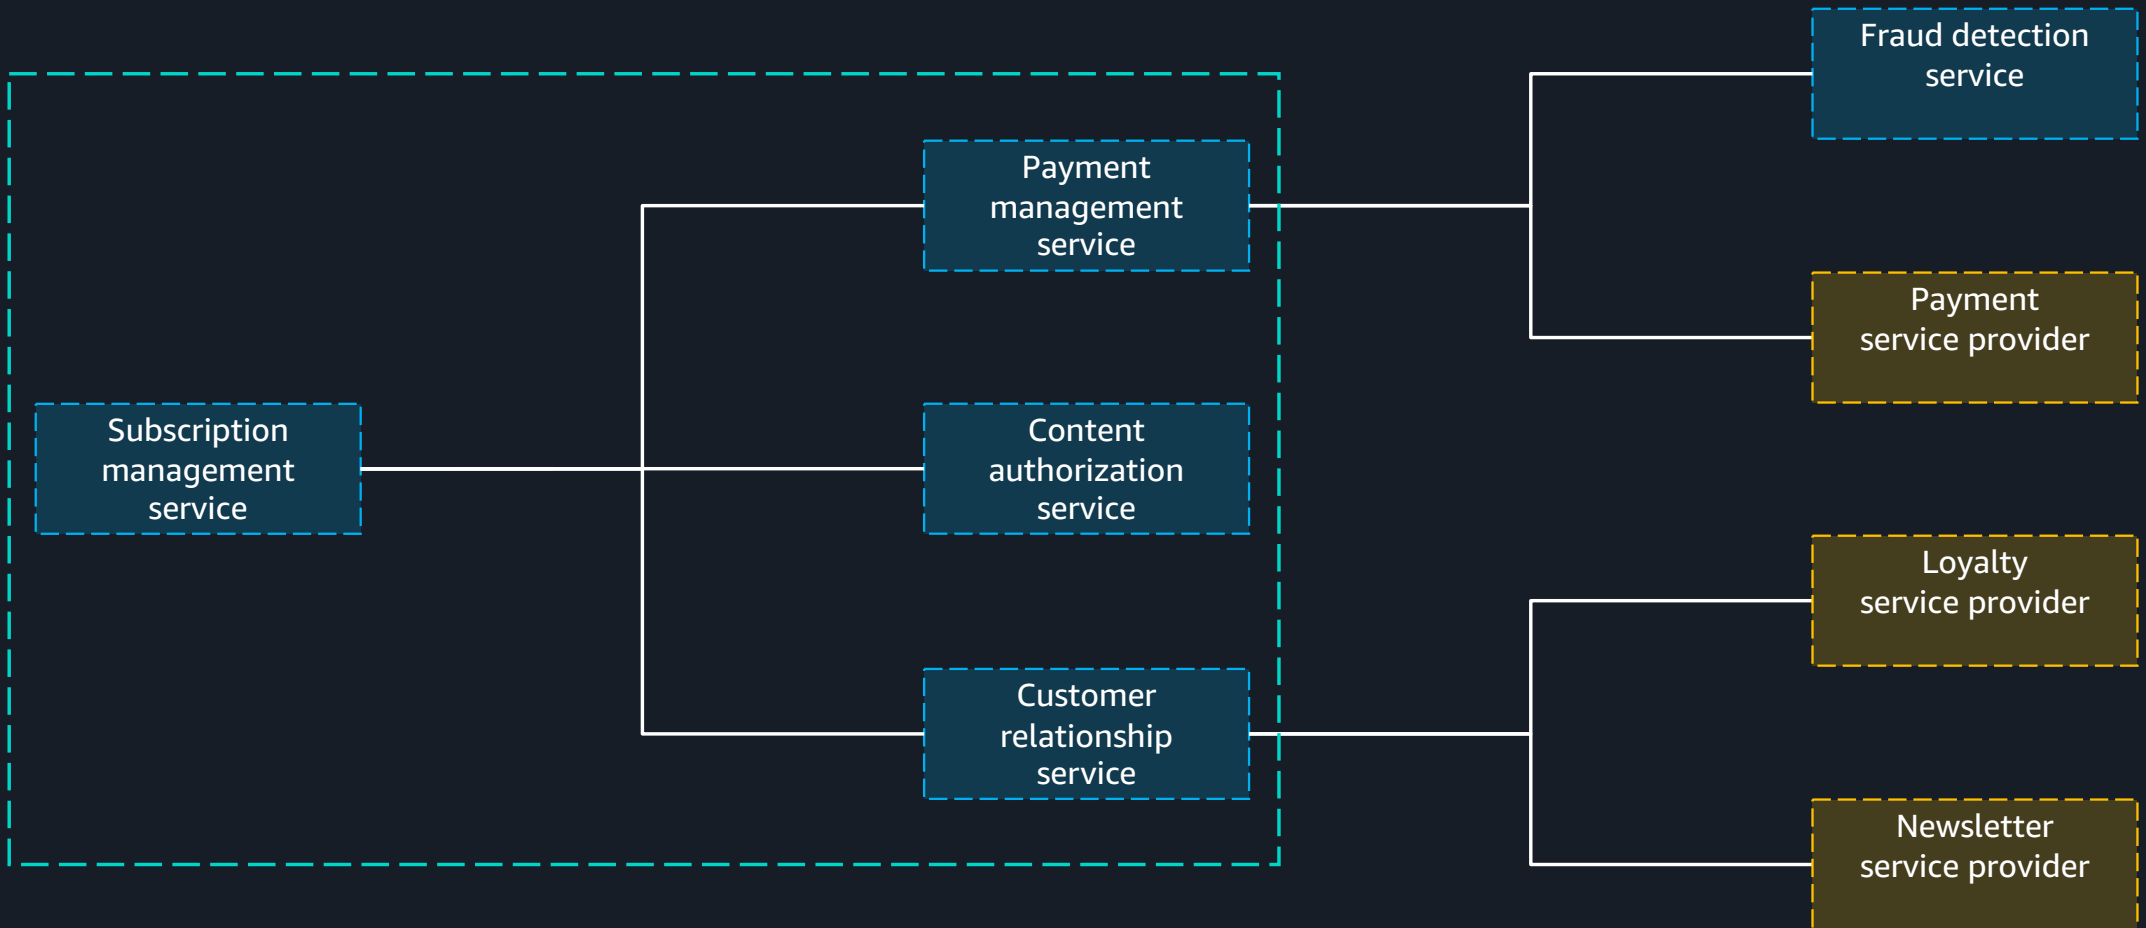 Fraud detection
service
Payment
management
service
Payment
service provider
Subscription
management
service
Content
authorization
service
Loyalty
service provider
Customer
relationship
service
Newsletter
service provider